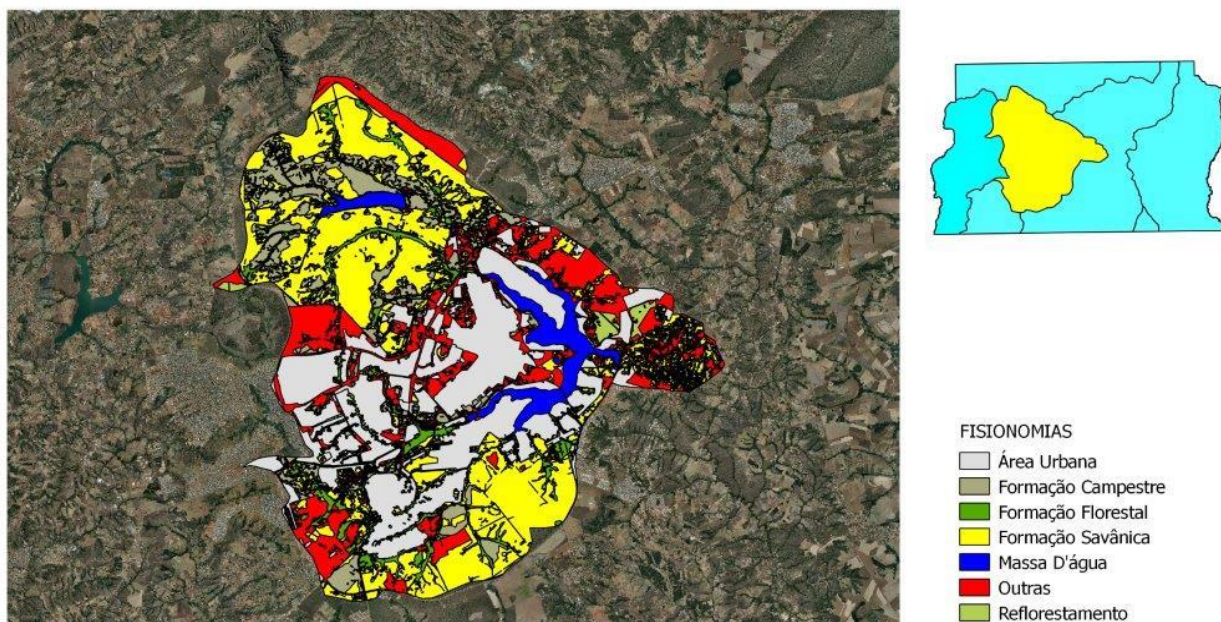 FISIONOMIAS
Área Urbana
Formação Campestre
Formação Florestal
Formação Savânica
Massa D'água
Outras
Reflorestamento